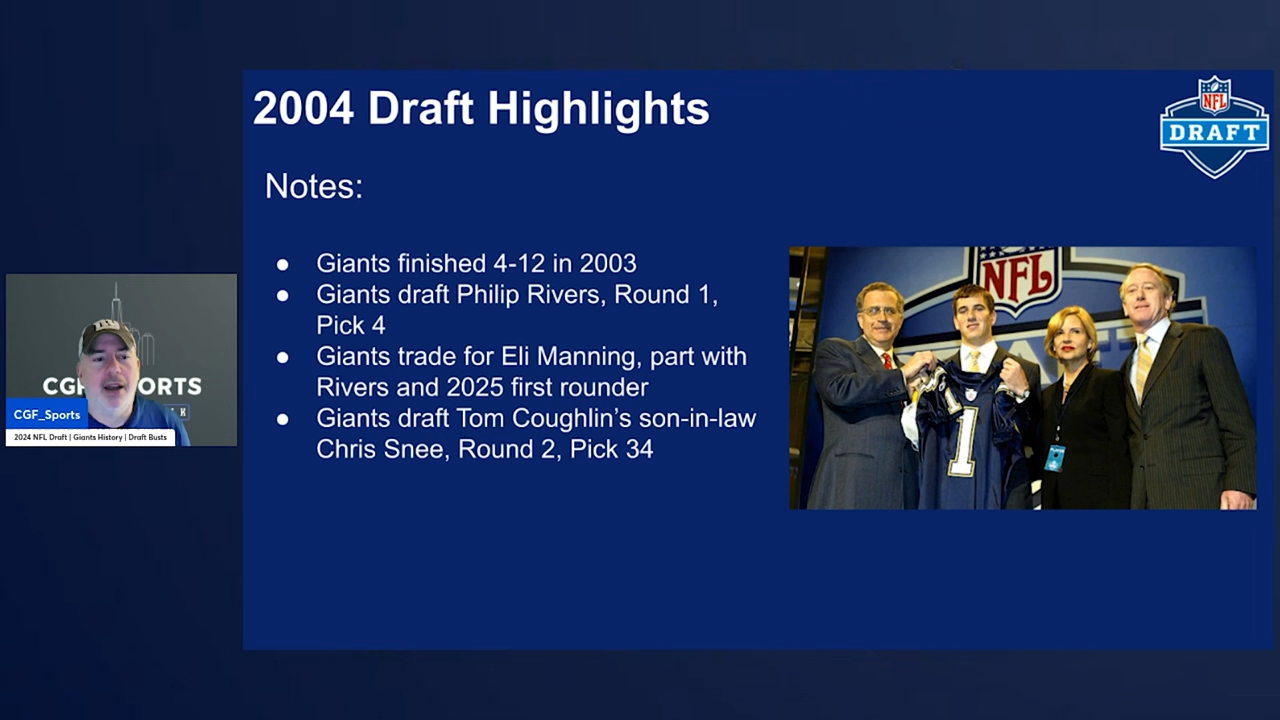 2004 Draft Highlights
NFL
DRAFT
Notes:
● Giants finished 4-12 in 2003
● Giants draft Philip Rivers, Round 1,
Pick 4
● Giants trade for Eli Manning, part with
Rivers and 2025 first rounder
● Giants draft Tom Coughlin’s son-in-law
Chris Snee, Round 2, Pick 34
NFL
1
CGF_Sports
2024 NFL Draft | Giants History | Draft Busts